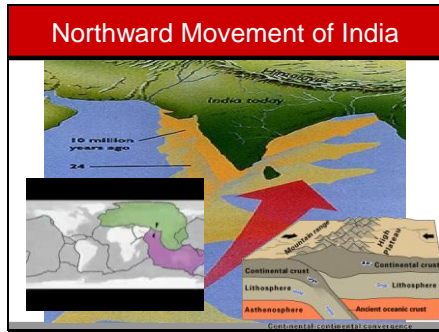 Northward Movement of India
Himalayas
India today
10 million
years ago
24
Mountain range
High
Plateau
Continental crust
Continental crust
Lithosphere
Lithosphere
Asthenosphere
Ancient oceanic crust
Continental-continental convergence